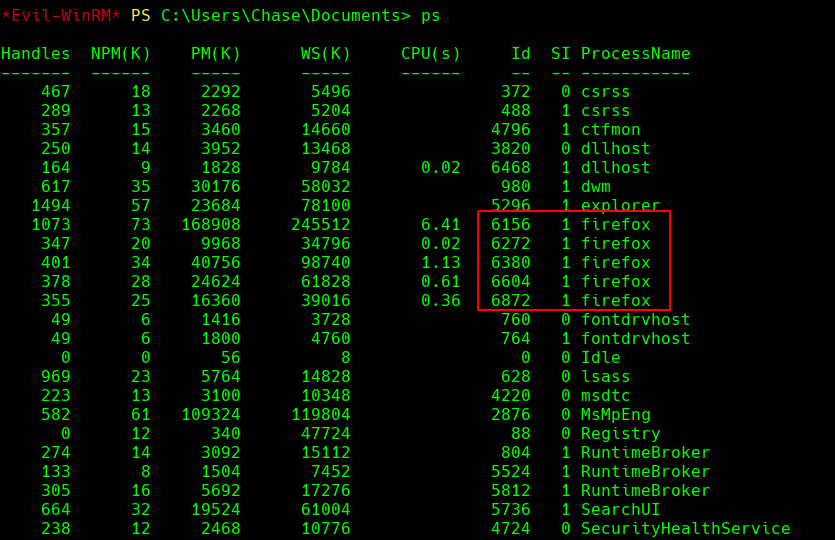 *Evil-WinRM* PS C:\Users\Chase\Documents> ps
Handles NPM(K) PM(K) WS(K) CPU(s) Id SI ProcessName
------- ------ ----- ----- ------ -- -- -----------
467 18 2292 5496 372 0 csrss
289 13 2268 5204 488 1 csrss
357 15 3460 14660 4796 1 ctfmon
250 14 3952 13468 3820 0 dllhost
164 9 1828 9784 0.02 6468 1 dllhost
617 35 30176 58032 980 1 dwm
1494 57 23684 78100 5296 1 explorer
1073 73 168908 245512 6.41 6156 1 firefox
347 20 9968 34796 0.02 6272 1 firefox
401 34 40756 98740 1.13 6380 1 firefox
378 28 24624 61828 0.61 6604 1 firefox
355 25 16360 39016 0.36 6872 1 firefox
49 6 1416 3728 760 0 fontdrvhost
49 6 1800 4760 764 1 fontdrvhost
0 0 56 8 0 0 Idle
969 23 5764 14828 628 0 lsass
223 13 3100 10348 4220 0 msdtc
582 61 109324 119804 2876 0 MsMpEng
0 12 340 47724 88 0 Registry
274 14 3092 15112 804 1 RuntimeBroker
133 8 1504 7452 5524 1 RuntimeBroker
305 16 5692 17276 5812 1 RuntimeBroker
664 32 19524 61004 5736 1 SearchUI
238 12 2468 10776 4724 0 SecurityHealthService